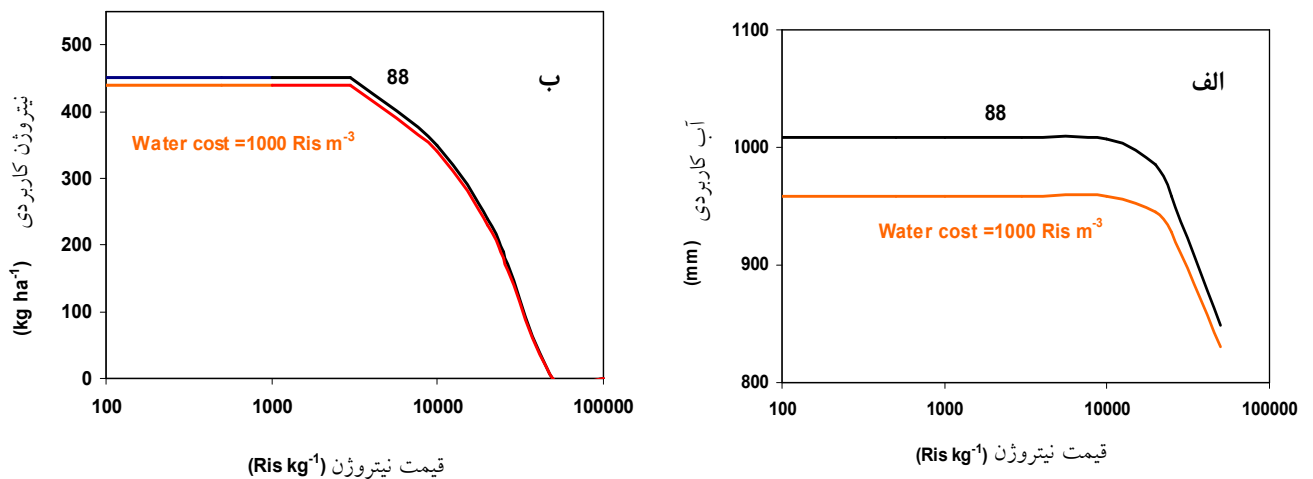 500
450
400
300
200
100
0
100
1000
10000
100000
نیتروژن کاربردی
(kg ha⁻¹)
قیمت نیتروژن (Ris kg⁻¹)
88
ب
Water cost =1000 Ris m⁻³
1100
1000
900
800
100
1000
10000
100000
آب کاربردی
(mm)
قیمت نیتروژن (Ris kg⁻¹)
88
الف
Water cost =1000 Ris m⁻³